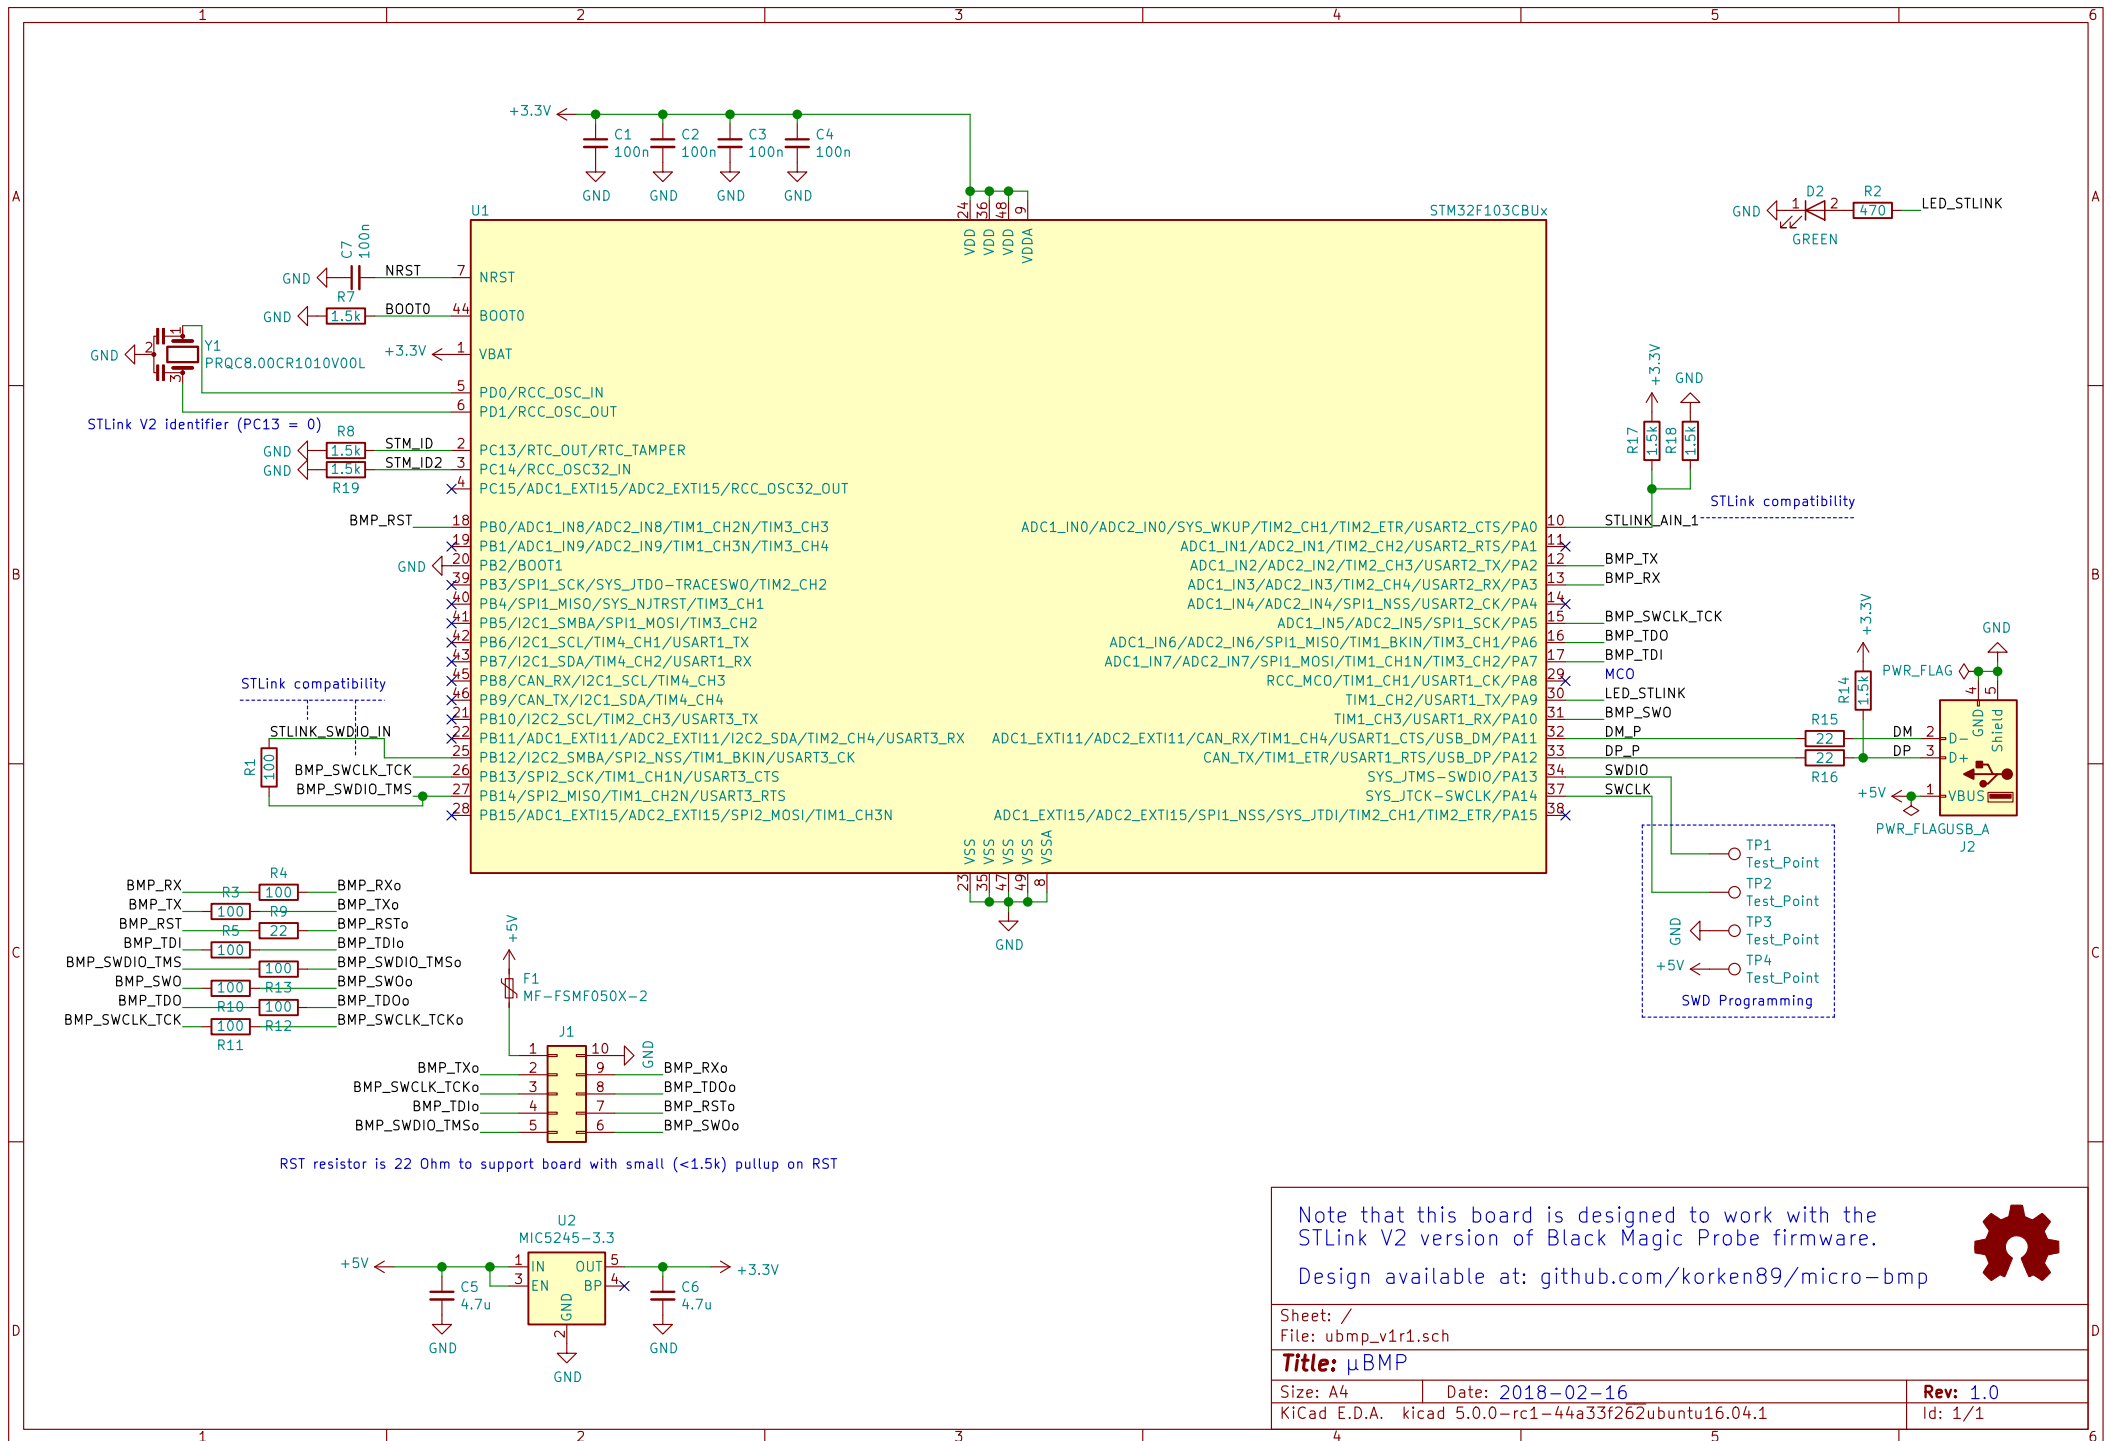 1 2 3 4 5 6
A
B
C
D
A
B
C
D
1 2 3 4 5 6
+3.3V
C1
100n
GND
C2
100n
GND
C3
100n
GND
C4
100n
GND
U1
STM32F103CBUx
24 36 48 9
VDD VDD VDD VDDA
C7
100n
GND
NRST
7 NRST
R7
GND
1.5k
BOOT0
44 BOOT0
+3.3V
1 VBAT
GND
2
1
3
Y1
PRQC8.00CR1010V00L
5 PD0/RCC_OSC_IN
6 PD1/RCC_OSC_OUT
STLink V2 identifier (PC13 = 0)
R8
GND 1.5k STM_ID 2 PC13/RTC_OUT/RTC_TAMPER
GND 1.5k STM_ID2 3 PC14/RCC_OSC32_IN
R19
4 PC15/ADC1_EXTI15/ADC2_EXTI15/RCC_OSC32_OUT
BMP_RST 18 PB0/ADC1_IN8/ADC2_IN8/TIM1_CH2N/TIM3_CH3
19 PB1/ADC1_IN9/ADC2_IN9/TIM1_CH3N/TIM3_CH4
GND 20 PB2/BOOT1
39 PB3/SPI1_SCK/SYS_JTDO-TRACESWO/TIM2_CH2
40 PB4/SPI1_MISO/SYS_NJTRST/TIM3_CH1
41 PB5/I2C1_SMBA/SPI1_MOSI/TIM3_CH2
42 PB6/I2C1_SCL/TIM4_CH1/USART1_TX
43 PB7/I2C1_SDA/TIM4_CH2/USART1_RX
45 PB8/CAN_RX/I2C1_SCL/TIM4_CH3
46 PB9/CAN_TX/I2C1_SDA/TIM4_CH4
21 PB10/I2C2_SCL/TIM2_CH3/USART3_TX
22 PB11/ADC1_EXTI11/ADC2_EXTI11/I2C2_SDA/TIM2_CH4/USART3_RX
STLink compatibility
STLINK_SWDIO_IN
25 PB12/I2C2_SMBA/SPI2_NSS/TIM1_BKIN/USART3_CK
R1
100
BMP_SWCLK_TCK 26 PB13/SPI2_SCK/TIM1_CH1N/USART3_CTS
BMP_SWDIO_TMS 27 PB14/SPI2_MISO/TIM1_CH2N/USART3_RTS
28 PB15/ADC1_EXTI15/ADC2_EXTI15/SPI2_MOSI/TIM1_CH3N
ADC1_IN0/ADC2_IN0/SYS_WKUP/TIM2_CH1/TIM2_ETR/USART2_CTS/PA0 10 STLINK_AIN_1
ADC1_IN1/ADC2_IN1/TIM2_CH2/USART2_RTS/PA1 11
ADC1_IN2/ADC2_IN2/TIM2_CH3/USART2_TX/PA2 12 BMP_TX
ADC1_IN3/ADC2_IN3/TIM2_CH4/USART2_RX/PA3 13 BMP_RX
ADC1_IN4/ADC2_IN4/SPI1_NSS/USART2_CK/PA4 14
ADC1_IN5/ADC2_IN5/SPI1_SCK/PA5 15 BMP_SWCLK_TCK
ADC1_IN6/ADC2_IN6/SPI1_MISO/TIM1_BKIN/TIM3_CH1/PA6 16 BMP_TDO
ADC1_IN7/ADC2_IN7/SPI1_MOSI/TIM1_CH1N/TIM3_CH2/PA7 17 BMP_TDI
RCC_MCO/TIM1_CH1/USART1_CK/PA8 29 MCO
TIM1_CH2/USART1_TX/PA9 30 LED_STLINK
TIM1_CH3/USART1_RX/PA10 31 BMP_SWO
ADC1_EXTI11/ADC2_EXTI11/CAN_RX/TIM1_CH4/USART1_CTS/USB_DM/PA11 32 DM_P
CAN_TX/TIM1_ETR/USART1_RTS/USB_DP/PA12 33 DP_P
SYS_JTMS-SWDIO/PA13 34 SWDIO
SYS_JTCK-SWCLK/PA14 37 SWCLK
ADC1_EXTI15/ADC2_EXTI15/SPI1_NSS/SYS_JTDI/TIM2_CH1/TIM2_ETR/PA15 38
VSS VSS VSS VSS VSSA
23 35 47 49 8
GND
D2
R2
GND 1 2 470 LED_STLINK
GREEN
+3.3V
GND
R17
1.5k
R18
1.5k
STLink compatibility
+3.3V
R14
1.5k
GND
PWR_FLAG
4 5
GND
Shield
R15
22
DM 2 D-
22
R16
DP 3 D+
+5V 1 VBUS
PWR_FLAG
USB_A
J2
TP1
Test_Point
TP2
Test_Point
GND
TP3
Test_Point
+5V
TP4
Test_Point
SWD Programming
R4
BMP_RX 100 BMP_RXo
R3
BMP_TX 100 BMP_TXo
R9
BMP_RST 22 BMP_RSTo
R5
BMP_TDI 100 BMP_TDIo
BMP_SWDIO_TMS 100 BMP_SWDIO_TMSo
BMP_SWO 100 R13 BMP_SWOo
BMP_TDO R10 100 BMP_TDOo
BMP_SWCLK_TCK 100 R12 BMP_SWCLK_TCKo
R11
+5V
F1
MF-FSMF050X-2
J1
1 10 GND
BMP_TXo 2 9 BMP_RXo
BMP_SWCLK_TCKo 3 8 BMP_TDOo
BMP_TDIo 4 7 BMP_RSTo
BMP_SWDIO_TMSo 5 6 BMP_SWOo
RST resistor is 22 Ohm to support board with small (<1.5k) pullup on RST
U2
MIC5245-3.3
+5V 1 IN OUT 5 +3.3V
3 EN BP 4
GND
2
GND
C5
4.7u
GND
C6
4.7u
GND
Note that this board is designed to work with the
STLink V2 version of Black Magic Probe firmware.
Design available at: github.com/korken89/micro-bmp
Sheet: /
File: ubmp_v1r1.sch
Title: µBMP
Size: A4 Date: 2018-02-16 Rev: 1.0
KiCad E.D.A. kicad 5.0.0-rc1-44a33f262ubuntu16.04.1 Id: 1/1